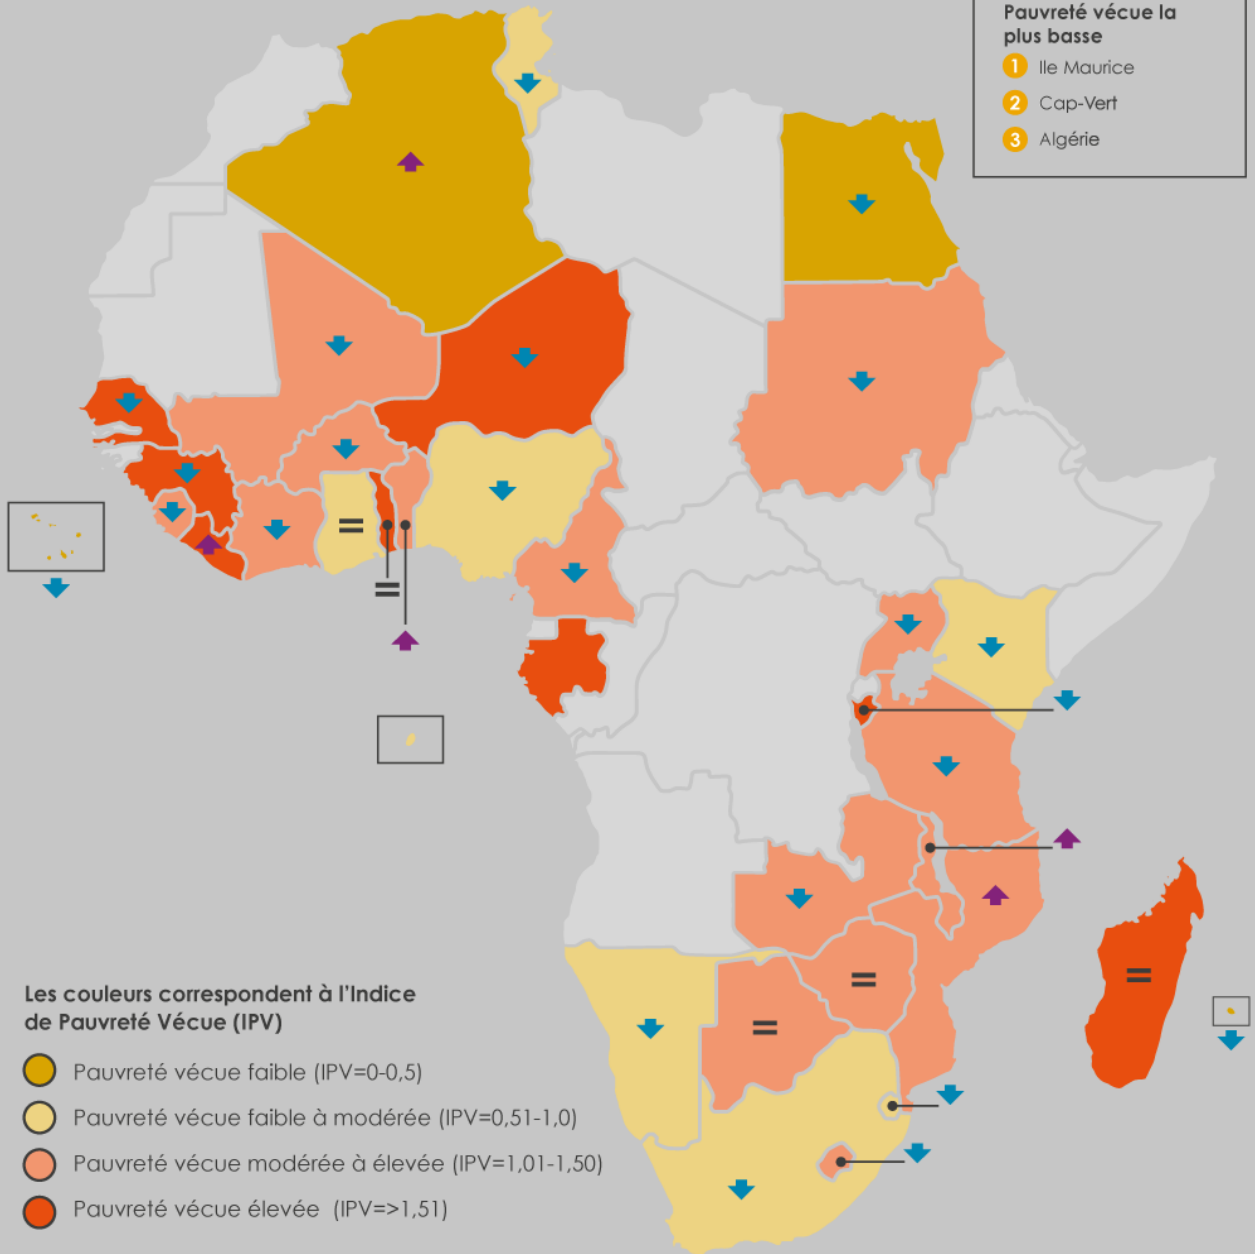 Pauvreté vécue la
plus basse
1 Ile Maurice
2 Cap-Vert
3 Algérie
=
=
=
=
=
Les couleurs correspondent à l'Indice
de Pauvreté Vécue (IPV)
Pauvreté vécue faible (IPV=0-0,5)
Pauvreté vécue faible à modérée (IPV=0,51-1,0)
Pauvreté vécue modérée à élevée (IPV=1,01-1,50)
Pauvreté vécue élevée (IPV=>1,51)